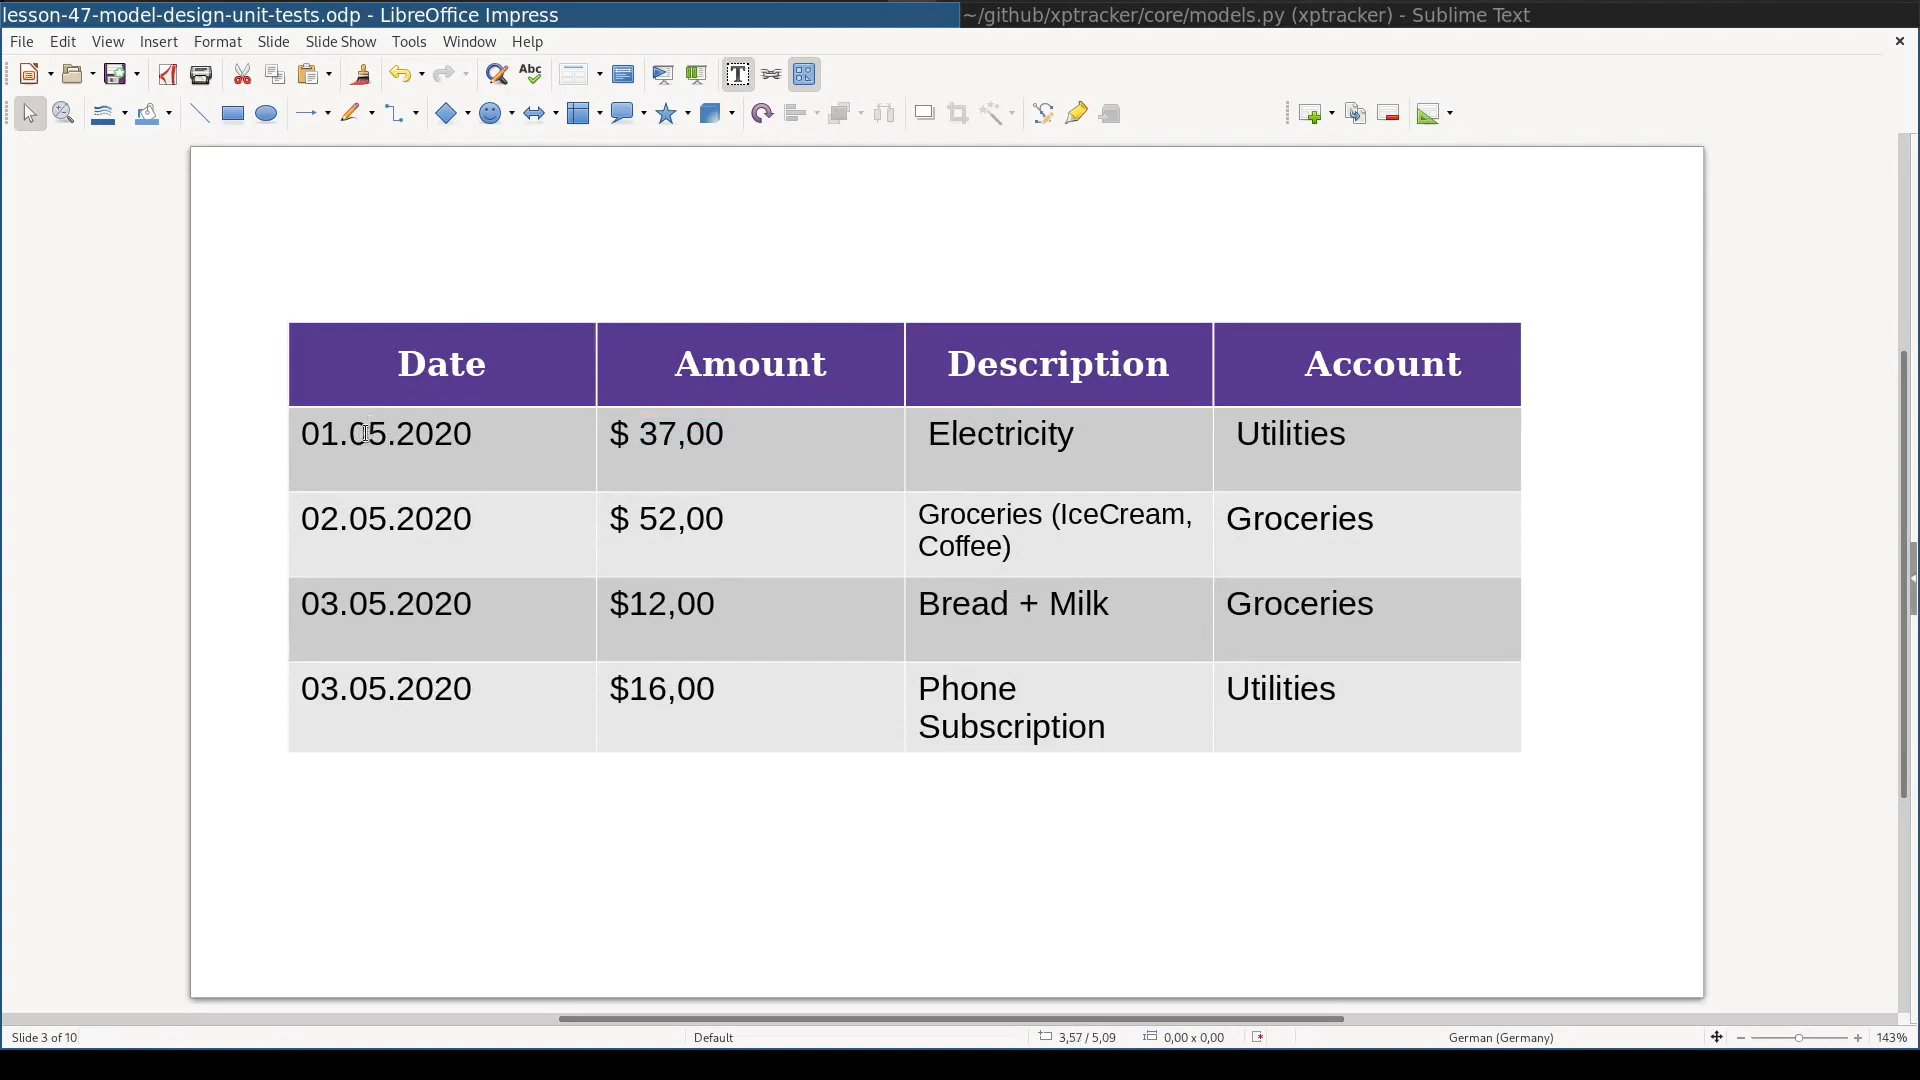 lesson-47-model-design-unit-tests.odp - LibreOffice Impress
~/github/xptracker/core/models.py (xptracker) - Sublime Text
File Edit View Insert Format Slide Slide Show Tools Window Help
Abc
T
Date Amount Description Account
01.05.2020 $ 37,00 Electricity Utilities
02.05.2020 $ 52,00 Groceries (IceCream, Groceries
Coffee)
03.05.2020 $12,00 Bread + Milk Groceries
03.05.2020 $16,00 Phone Utilities
Subscription
Slide 3 of 10 Default 3,57 / 5,09 0,00 x 0,00 German (Germany) 143%